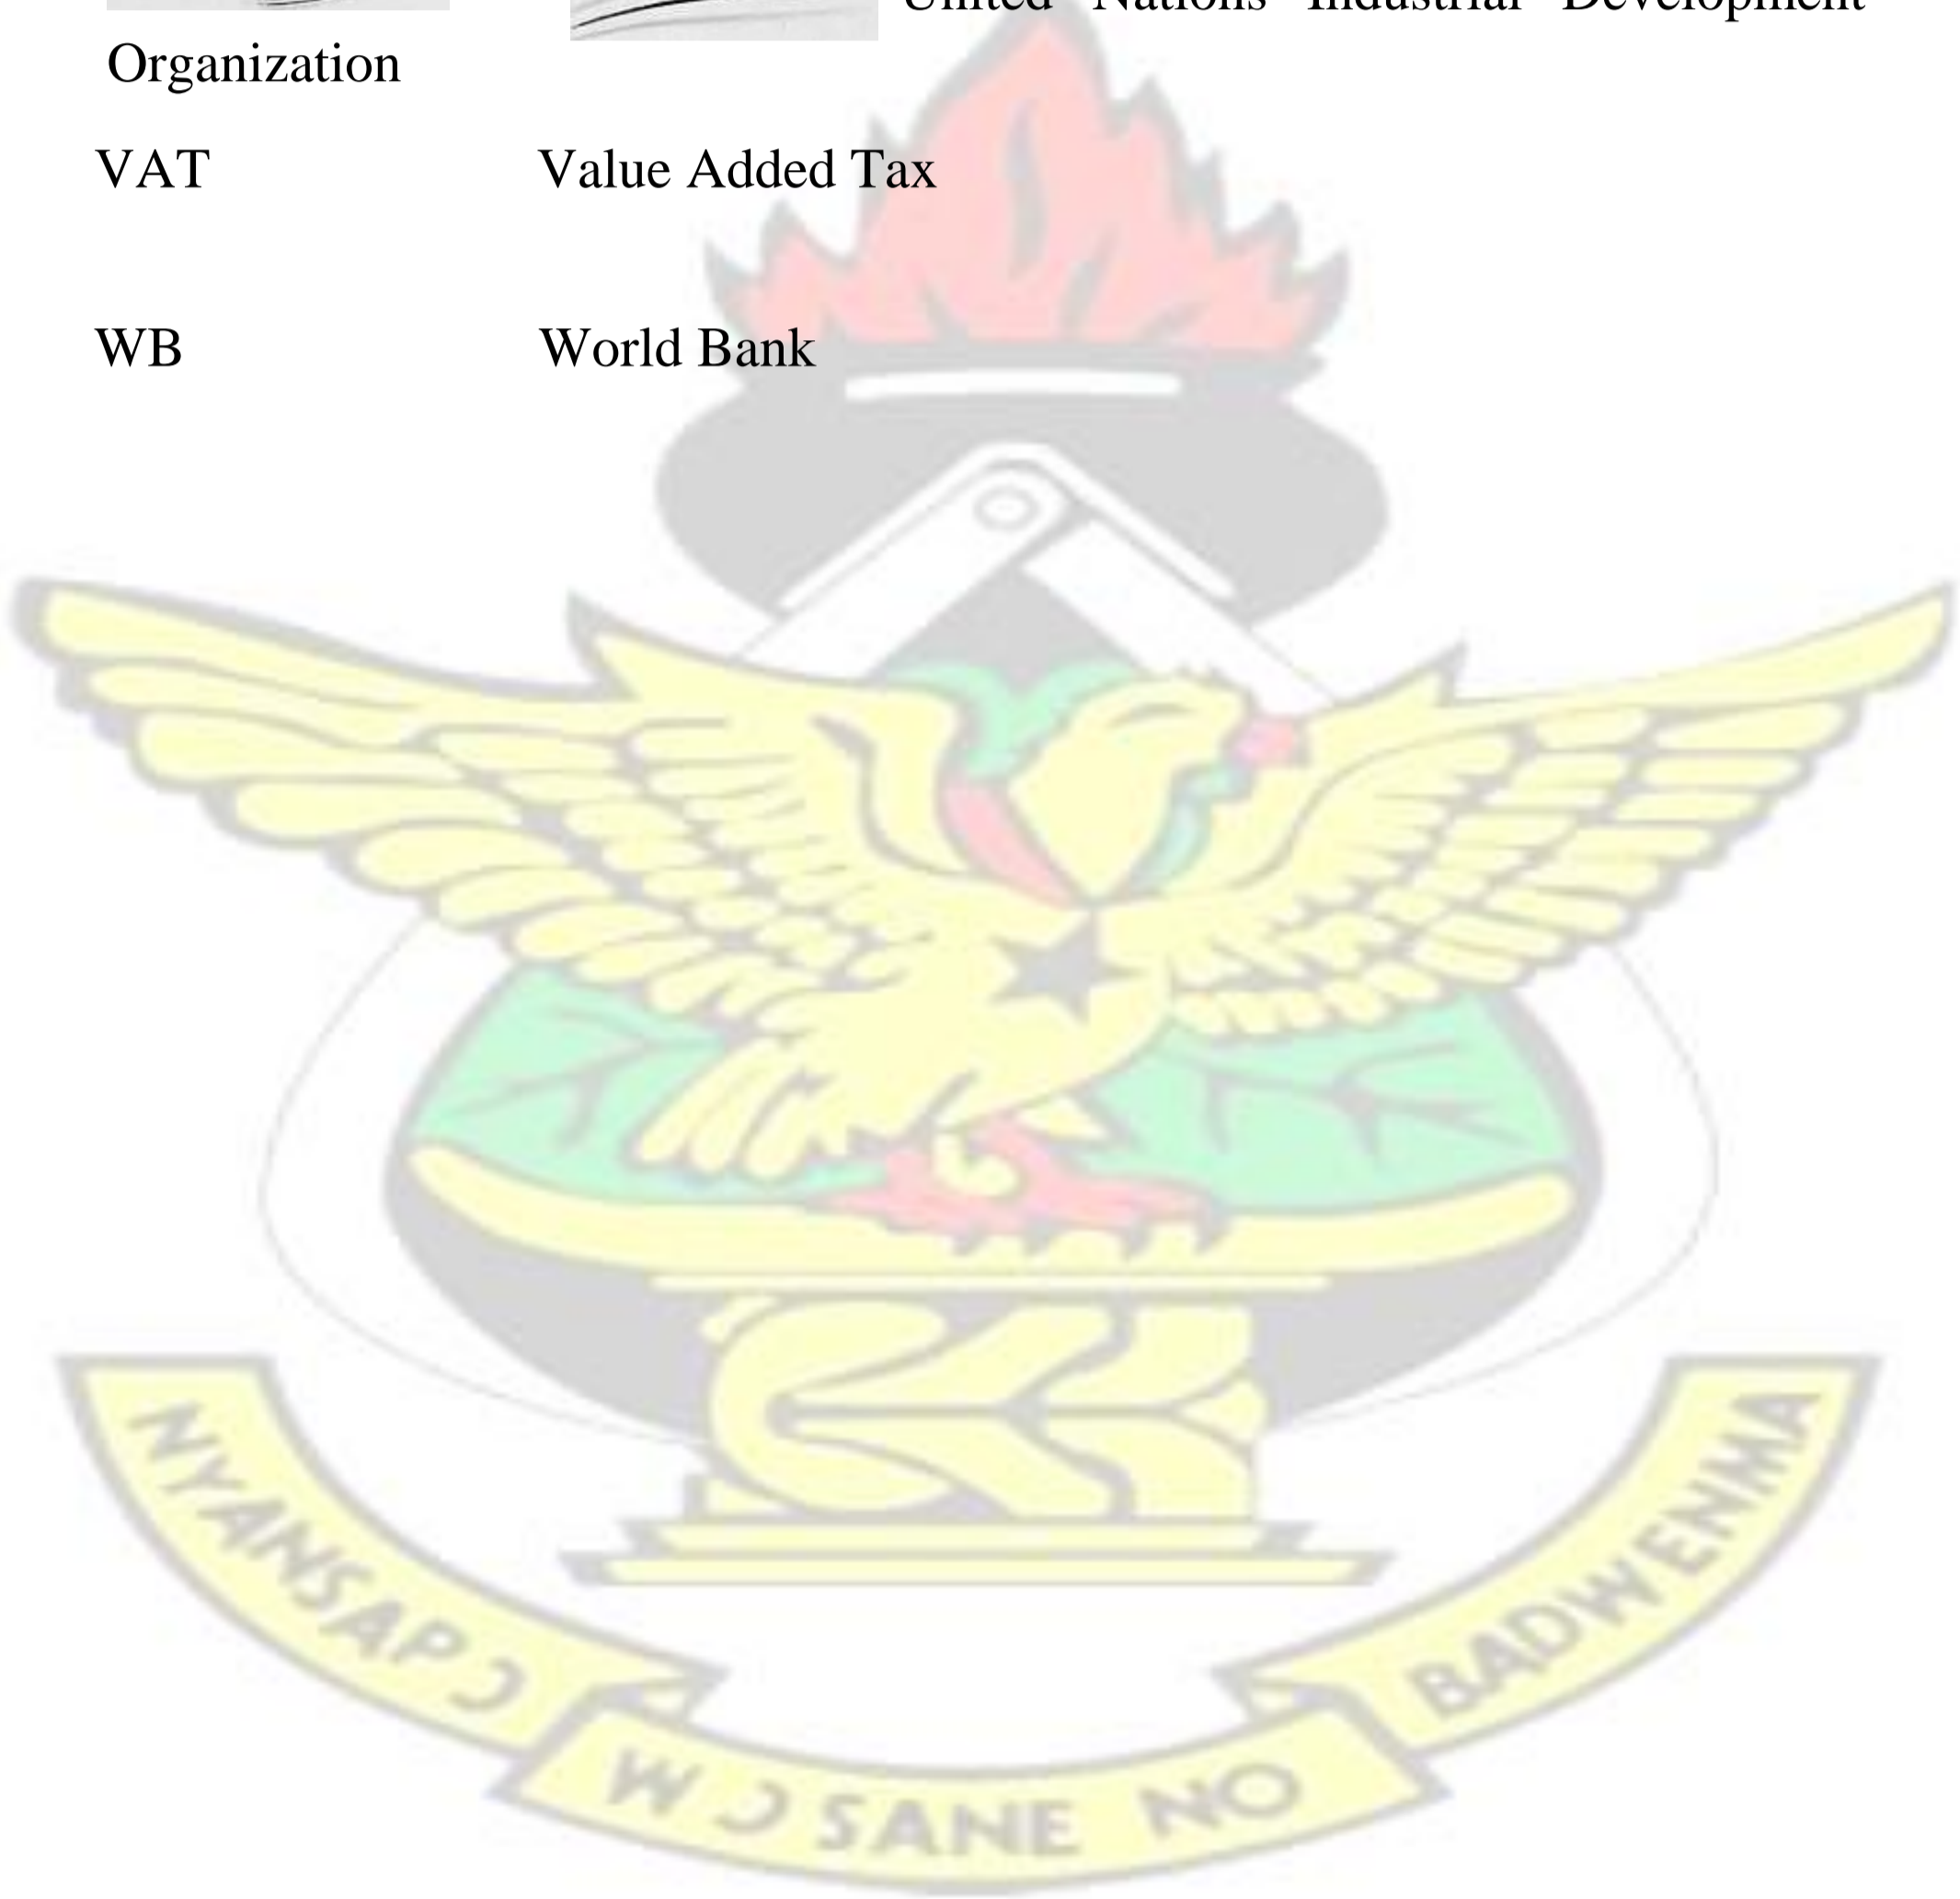 United Nations Industrial Development
Organization
VAT Value Added Tax
WB World Bank
NYANSAPƆ
WƆSANE NO
BADWENMA